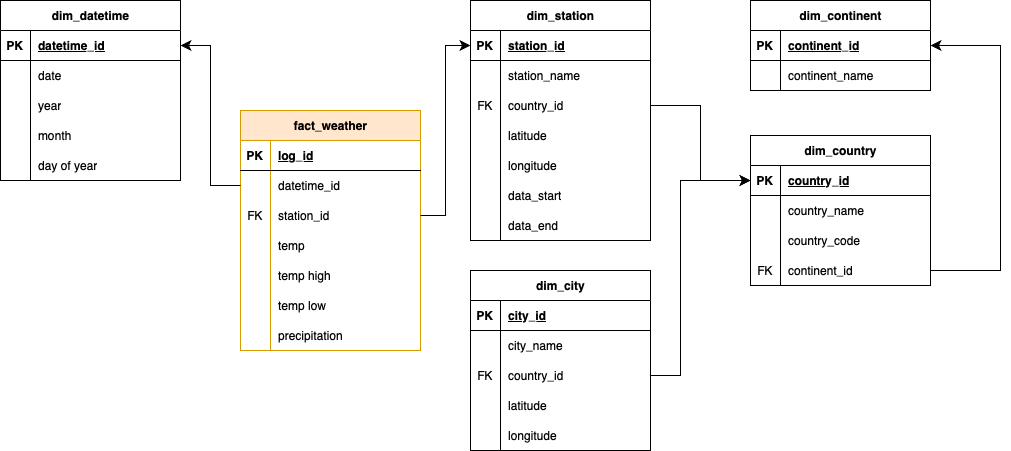 dim_datetime
PK datetime_id
date
year
month
day of year
fact_weather
PK log_id
datetime_id
FK station_id
temp
temp high
temp low
precipitation
dim_station
PK station_id
station_name
FK country_id
latitude
longitude
data_start
data_end
dim_city
PK city_id
city_name
FK country_id
latitude
longitude
dim_continent
PK continent_id
continent_name
dim_country
PK country_id
country_name
country_code
FK continent_id